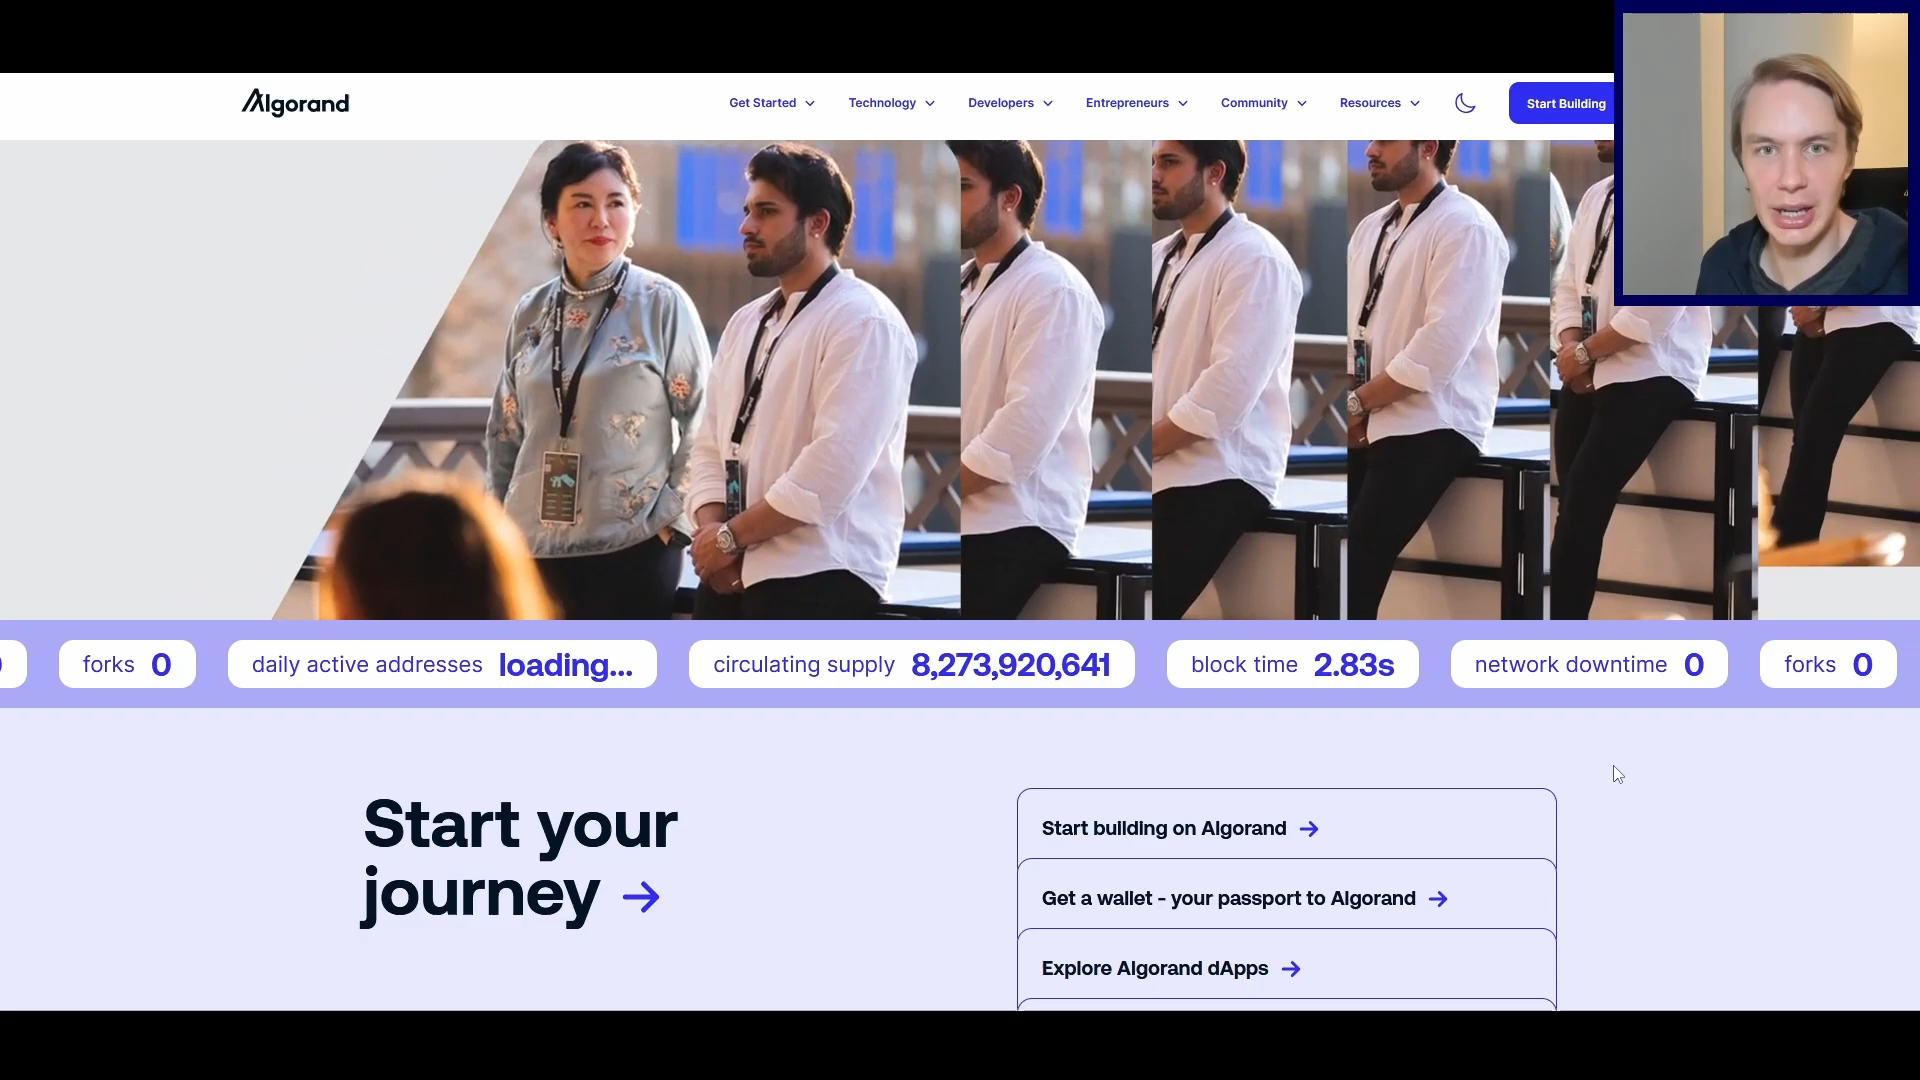 Algorand
Get Started
Technology
Developers
Entrepreneurs
Community
Resources
Start Building
forks 0
daily active addresses loading...
circulating supply 8,273,920,641
block time 2.83s
network downtime 0
forks 0
Start your
journey
Start building on Algorand
Get a wallet - your passport to Algorand
Explore Algorand dApps